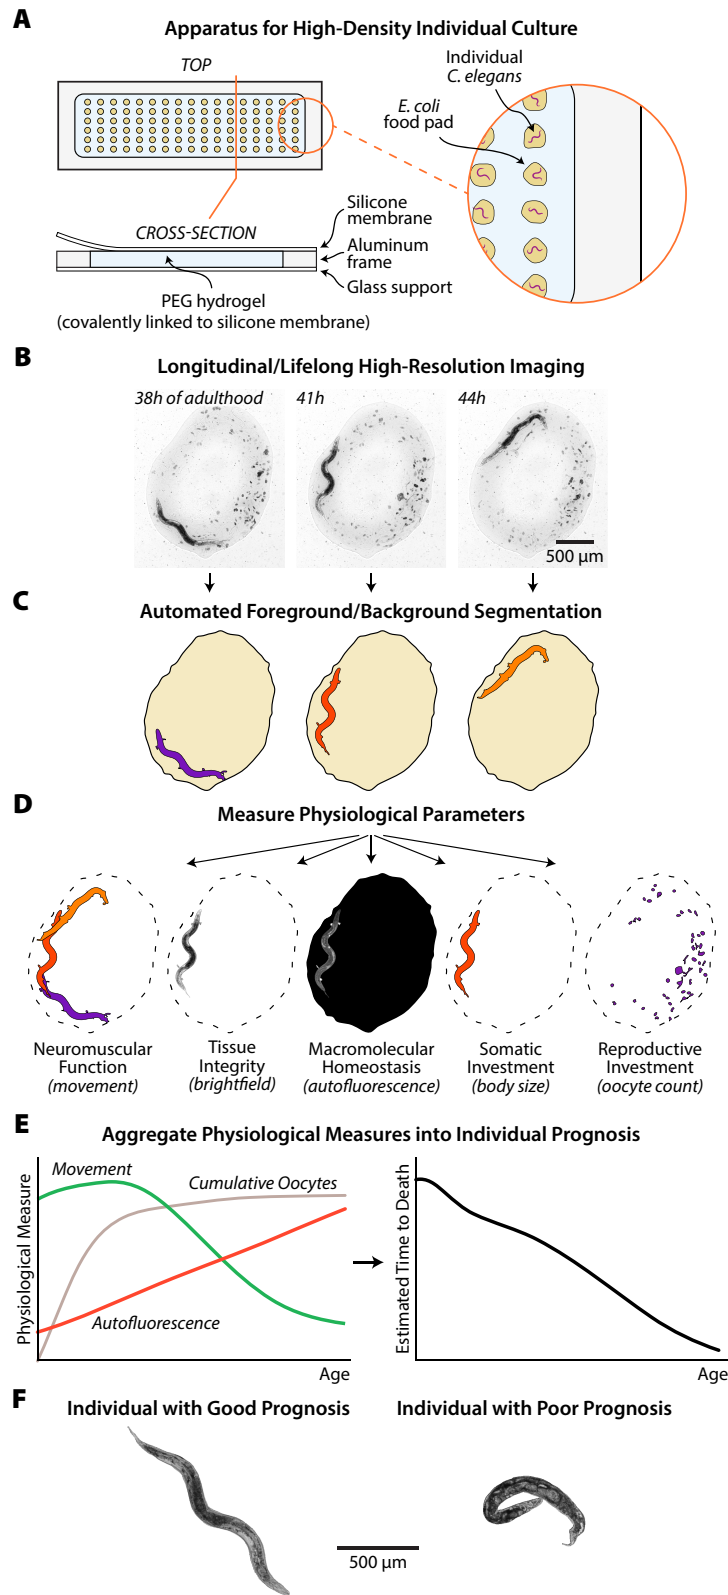 A
Apparatus for High-Density Individual Culture
TOP
Individual
C. elegans
E. coli
food pad
CROSS-SECTION
Silicone
membrane
Aluminum
frame
Glass support
PEG hydrogel
(covalently linked to silicone membrane)
B
Longitudinal/Lifelong High-Resolution Imaging
38h of adulthood
41h
44h
500 µm
C
Automated Foreground/Background Segmentation
D
Measure Physiological Parameters
Neuromuscular
Function
(movement)
Tissue
Integrity
(brightfield)
Macromolecular
Homeostasis
(autofluorescence)
Somatic
Investment
(body size)
Reproductive
Investment
(oocyte count)
E
Aggregate Physiological Measures into Individual Prognosis
Physiological Measure
Movement
Cumulative Oocytes
Autofluorescence
Age
Estimated Time to Death
Age
F
Individual with Good Prognosis
Individual with Poor Prognosis
500 µm